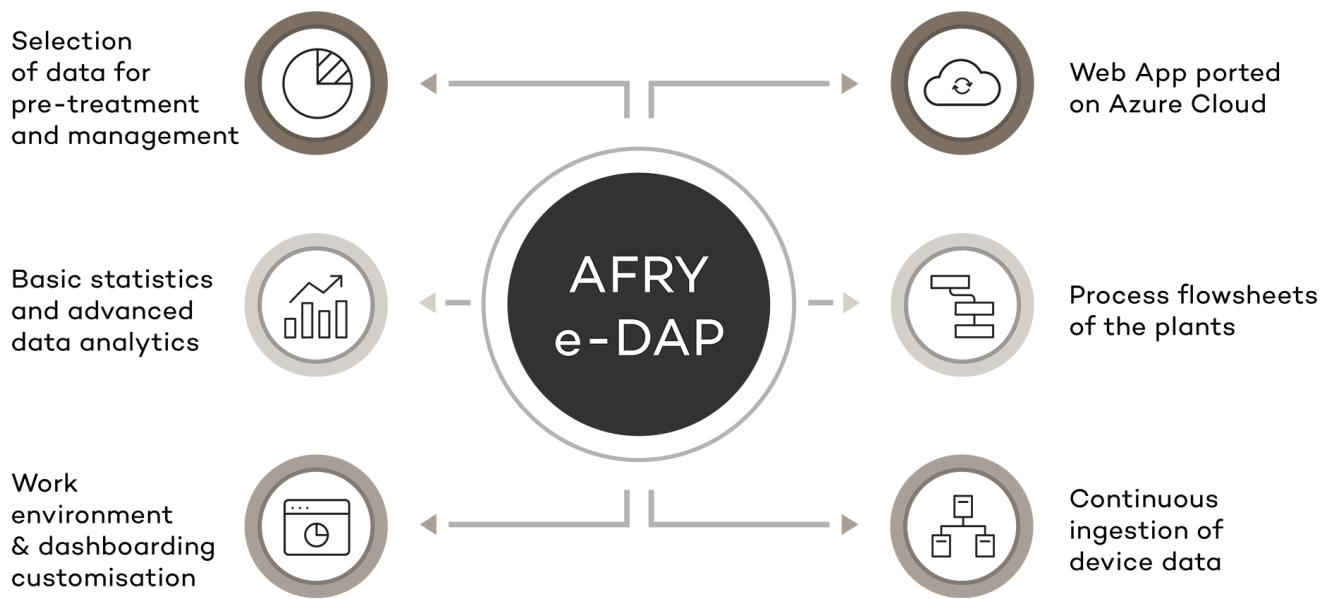 Selection
of data for
pre-treatment
and management
Web App ported
on Azure Cloud
AFRY
e-DAP
Basic statistics
and advanced
data analytics
Process flowsheets
of the plants
Work
environment
& dashboarding
customisation
Continuous
ingestion of
device data